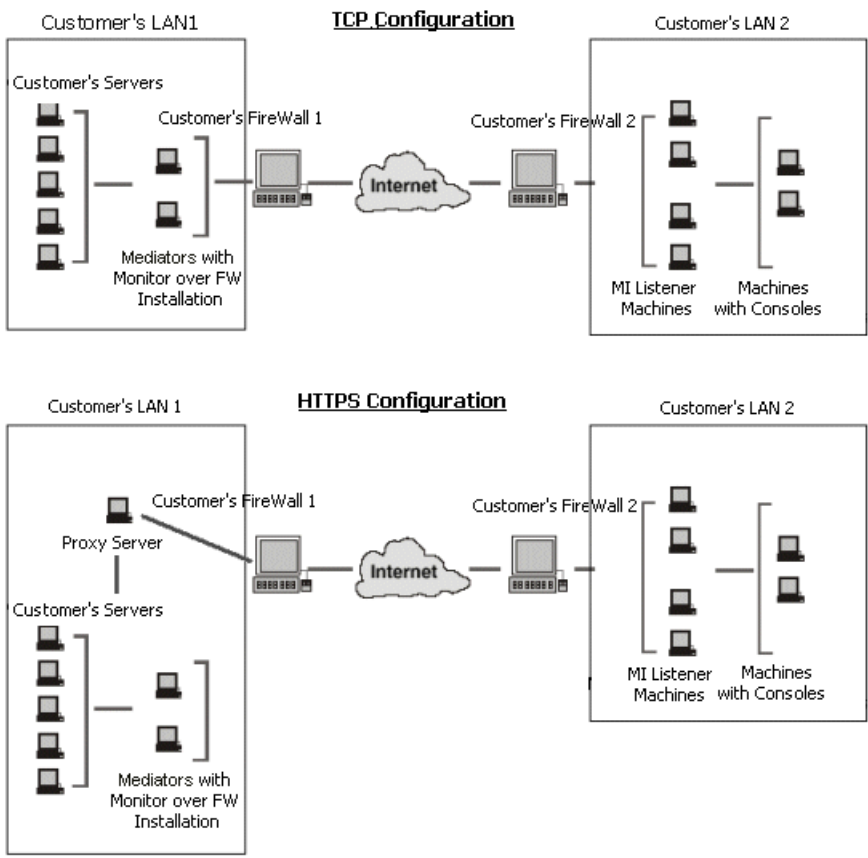 Customer's LAN1
TCP Configuration
Customer's LAN 2
Customer's Servers
Customer's FireWall 1
Customer's FireWall 2
Internet
Mediators with
Monitor over FW
Installation
MI Listener
Machines
Machines
with Consoles
Customer's LAN 1
HTTPS Configuration
Customer's LAN 2
Customer's FireWall 1
Customer's FireWall 2
Proxy Server
Internet
Customer's Servers
MI Listener
Machines
Machines
with Consoles
Mediators with
Monitor over FW
Installation